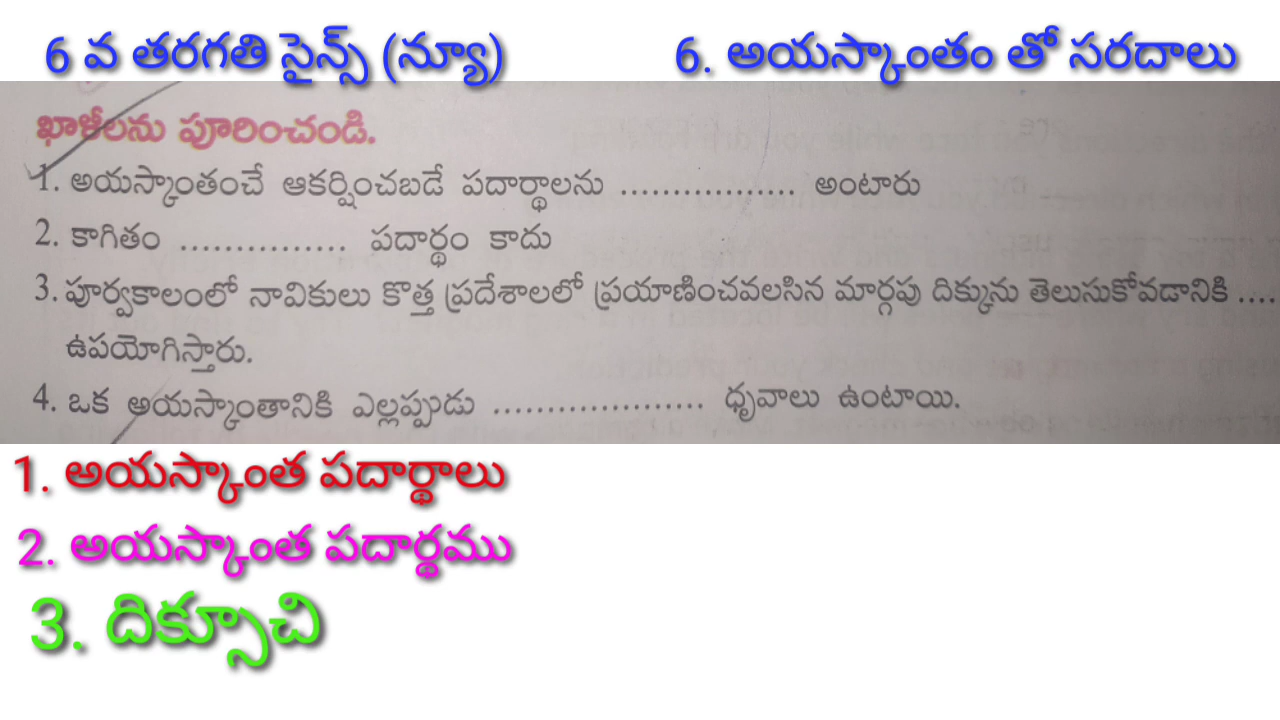 6 వ తరగతి సైన్స్ (న్యూ)
6. అయస్కాంతం తో సరదాలు
ఖాళీలను పూరించండి.
1. అయస్కాంతంచే ఆకర్షించబడే పదార్థాలను ................. అంటారు
2. కాగితం ............... పదార్థం కాదు
3. పూర్వకాలంలో నావికులు కొత్త ప్రదేశాలలో ప్రయాణించవలసిన మార్గపు దిక్కును తెలుసుకోవడానికి ....
ఉపయోగిస్తారు.
4. ఒక అయస్కాంతానికి ఎల్లప్పుడు .................... ధృవాలు ఉంటాయి.
1. అయస్కాంత పదార్థాలు
2. అయస్కాంత పదార్థము
3. దిక్సూచి